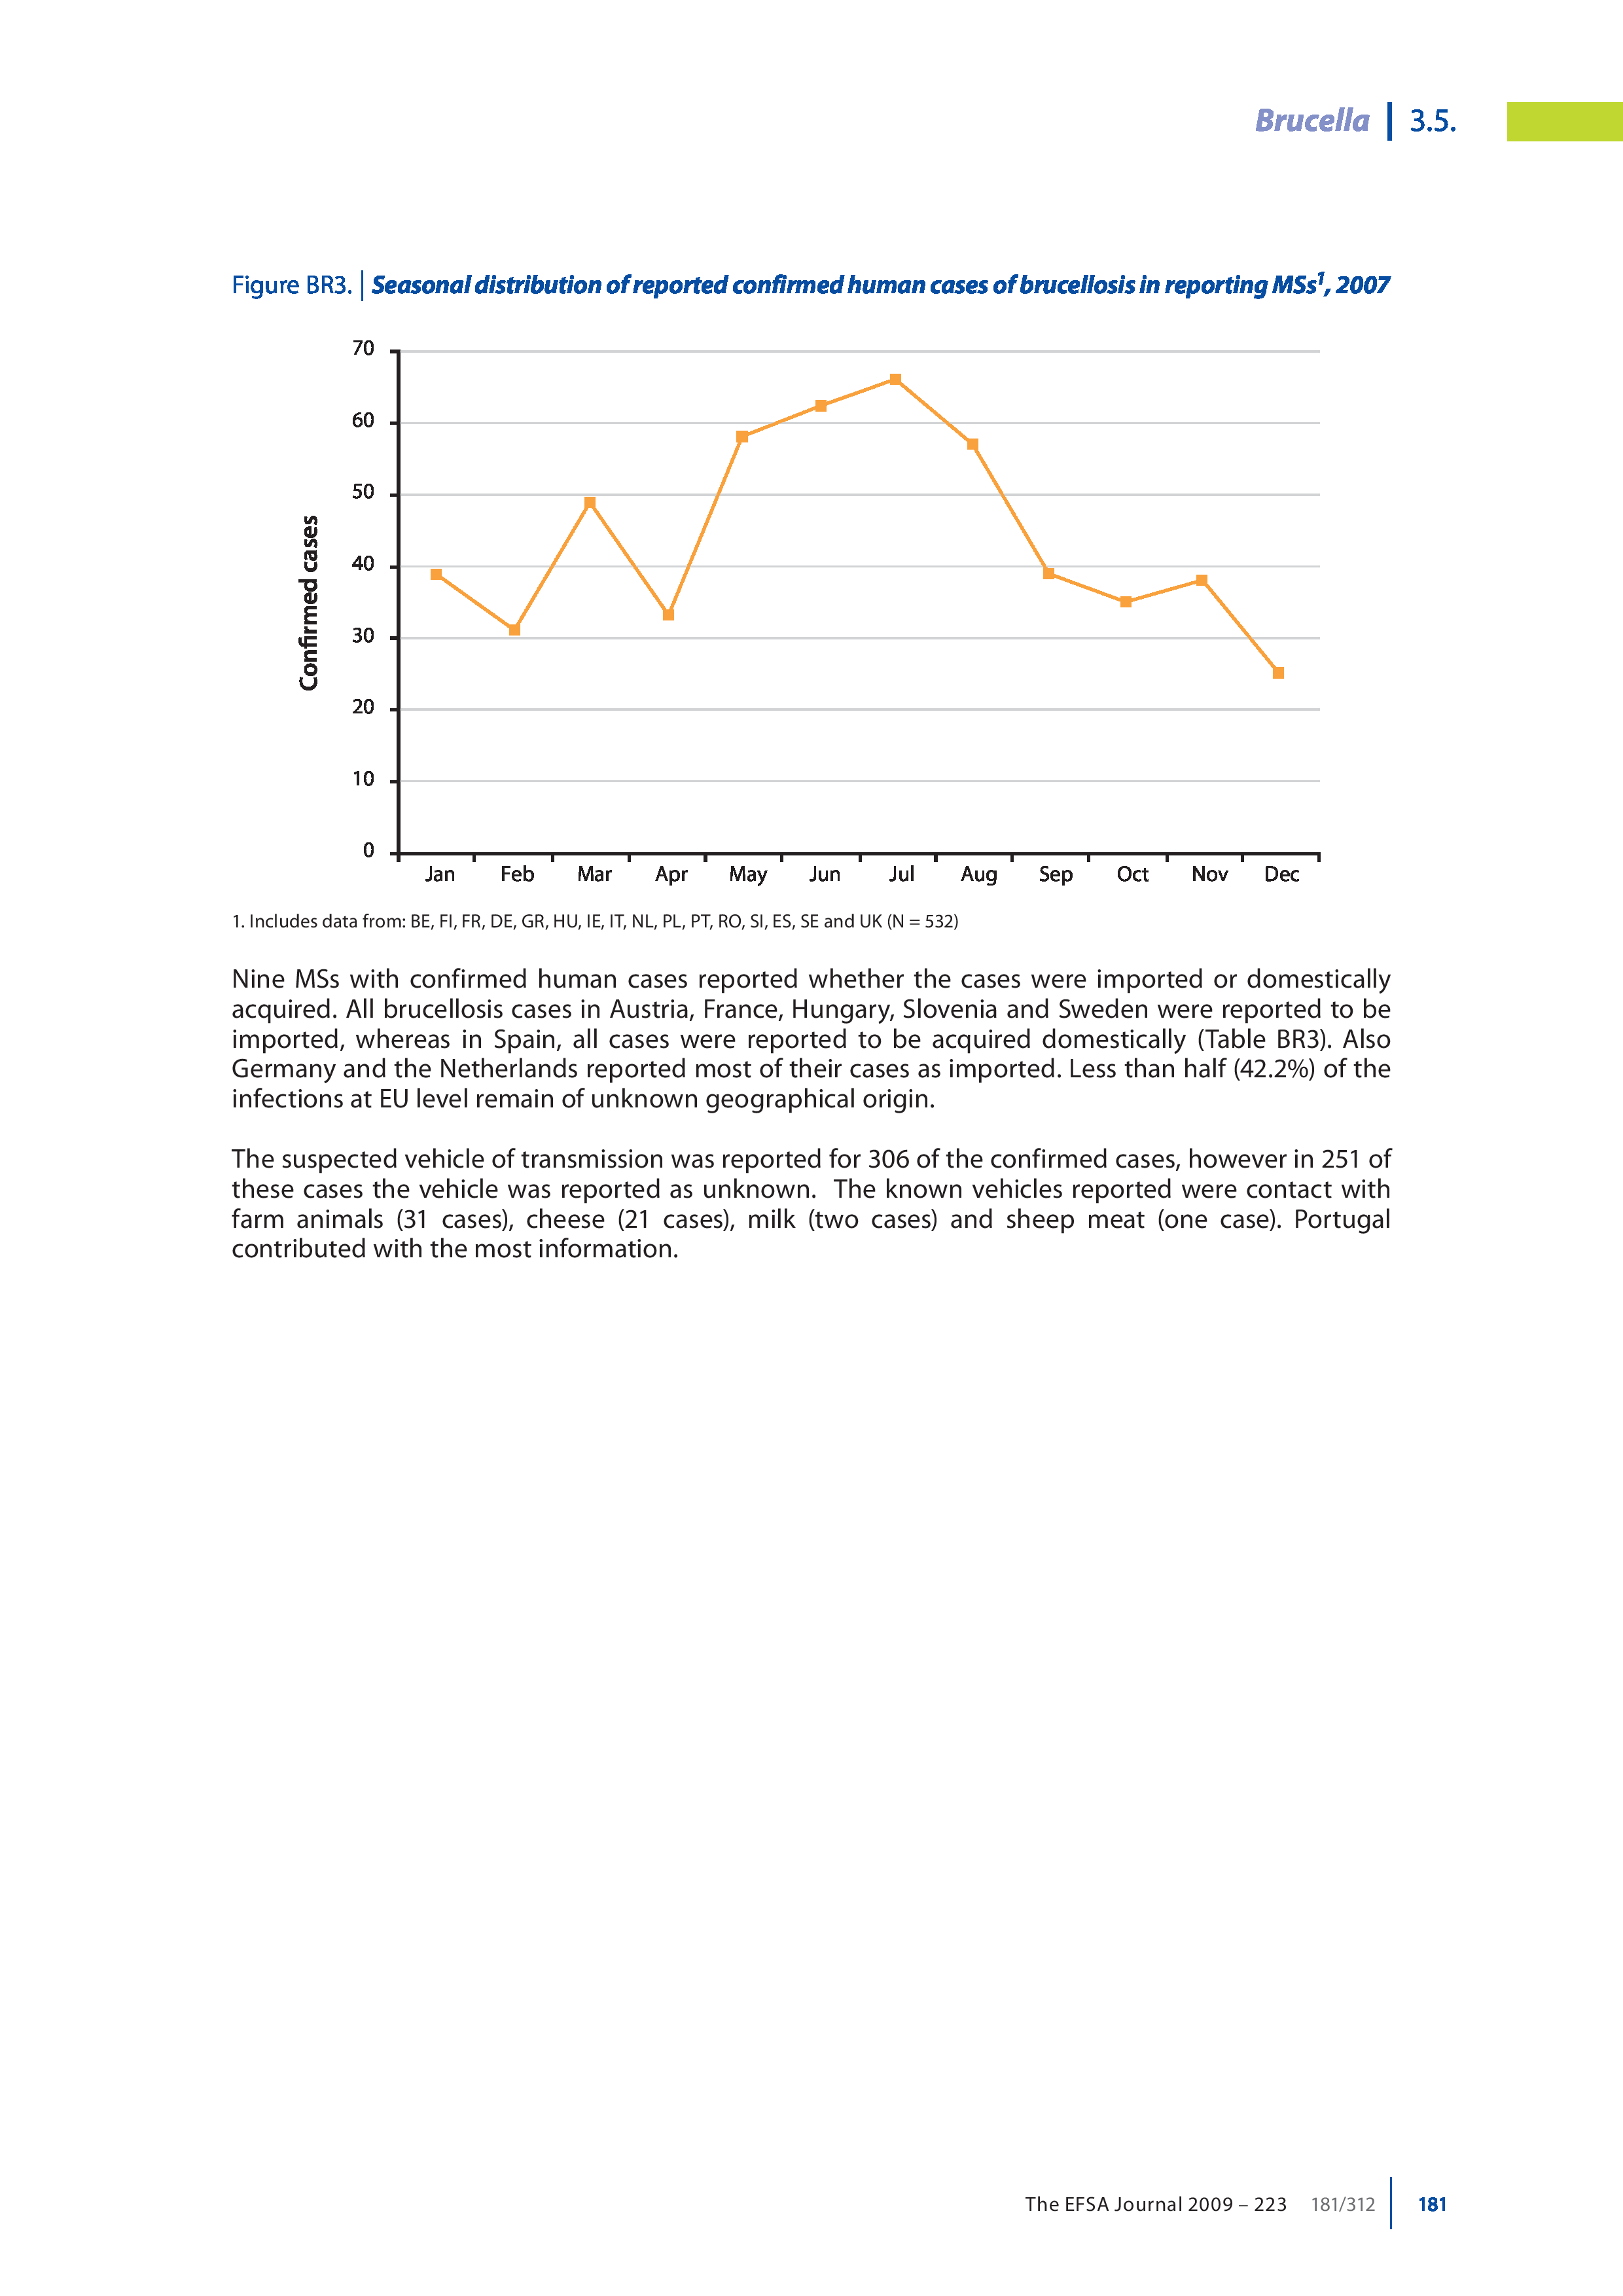 Brucella 3.5.
Figure BR3. Seasonal distribution of reported confirmed human cases of brucellosis in reporting MSs1, 2007
70
60
50
40
30
20
10
0
Confirmed cases
Jan Feb Mar Apr May Jun Jul Aug Sep Oct Nov Dec
1. Includes data from: BE, FI, FR, DE, GR, HU, IE, IT, NL, PL, PT, RO, SI, ES, SE and UK (N = 532)
Nine MSs with confirmed human cases reported whether the cases were imported or domestically
acquired. All brucellosis cases in Austria, France, Hungary, Slovenia and Sweden were reported to be
imported, whereas in Spain, all cases were reported to be acquired domestically (Table BR3). Also
Germany and the Netherlands reported most of their cases as imported. Less than half (42.2%) of the
infections at EU level remain of unknown geographical origin.
The suspected vehicle of transmission was reported for 306 of the confirmed cases, however in 251 of
these cases the vehicle was reported as unknown. The known vehicles reported were contact with
farm animals (31 cases), cheese (21 cases), milk (two cases) and sheep meat (one case). Portugal
contributed with the most information.
The EFSA Journal 2009 – 223 181/312 181